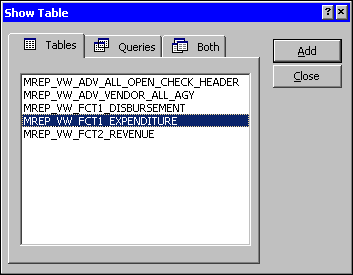 Show Table
Tables Queries Both
Add
Close
MREP_VW_ADV_ALL_OPEN_CHECK_HEADER
MREP_VW_ADV_VENDOR_ALL_AGY
MREP_VW_FCT1_DISBURSEMENT
MREP_VW_FCT1_EXPENDITURE
MREP_VW_FCT2_REVENUE